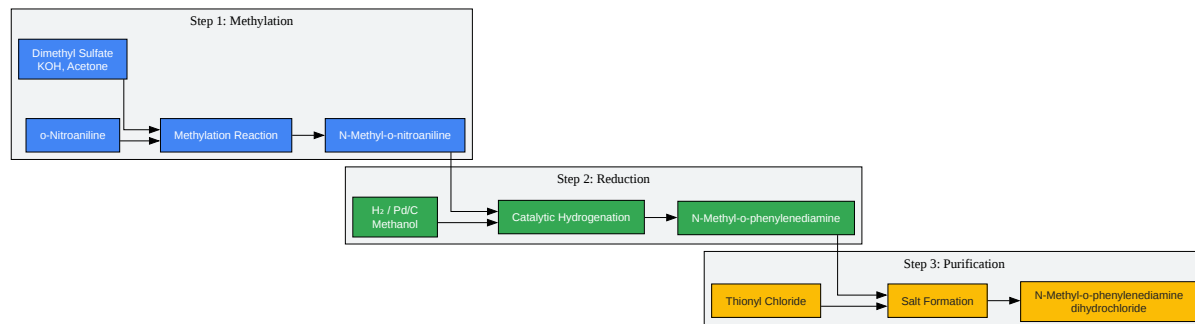 Step 1: Methylation
Dimethyl Sulfate
KOH, Acetone
o-Nitroaniline
Methylation Reaction
N-Methyl-o-nitroaniline
Step 2: Reduction
H₂ / Pd/C
Methanol
Catalytic Hydrogenation
N-Methyl-o-phenylenediamine
Step 3: Purification
Thionyl Chloride
Salt Formation
N-Methyl-o-phenylenediamine
dihydrochloride